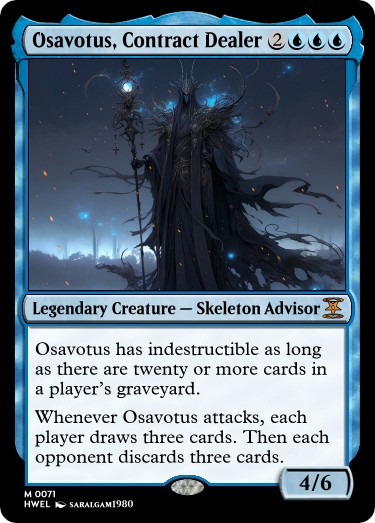 Osavotus, Contract Dealer 2
Legendary Creature — Skeleton Advisor
Osavotus has indestructible as long
as there are twenty or more cards in
a player's graveyard.
Whenever Osavotus attacks, each
player draws three cards. Then each
opponent discards three cards.
4/6
M 0071
HWEL SARALGAM1980